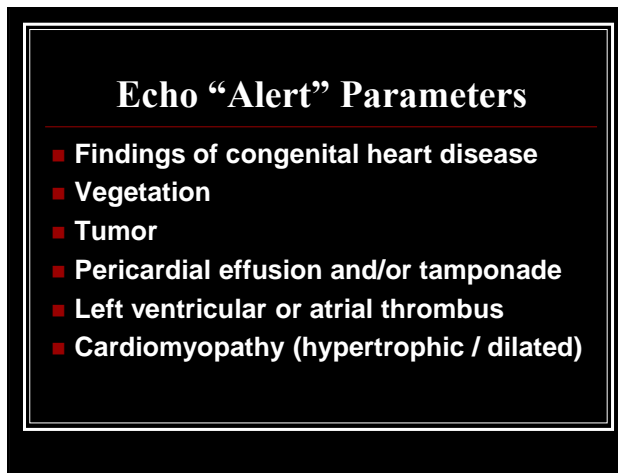 Echo “Alert” Parameters
Findings of congenital heart disease
Vegetation
Tumor
Pericardial effusion and/or tamponade
Left ventricular or atrial thrombus
Cardiomyopathy (hypertrophic / dilated)